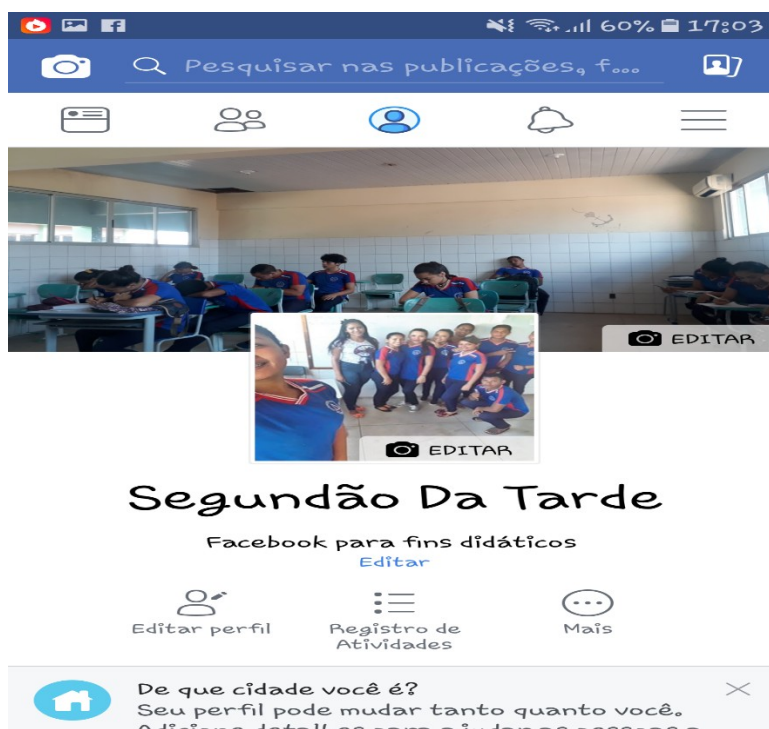 60% 17:03
Pesquisar nas publicações, f...
EDITAR
EDITAR
Segundão Da Tarde
Facebook para fins didáticos
Editar
Editar perfil
Registro de
Atividades
Mais
De que cidade você é?
Seu perfil pode mudar tanto quanto você.